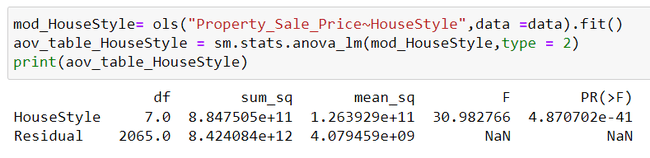 mod_HouseStyle= ols("Property_Sale_Price~HouseStyle",data =data).fit()
aov_table_HouseStyle = sm.stats.anova_lm(mod_HouseStyle,type = 2)
print(aov_table_HouseStyle)
df sum_sq mean_sq F PR(>F)
HouseStyle 7.0 8.847505e+11 1.263929e+11 30.982766 4.870702e-41
Residual 2065.0 8.424084e+12 4.079459e+09 NaN NaN